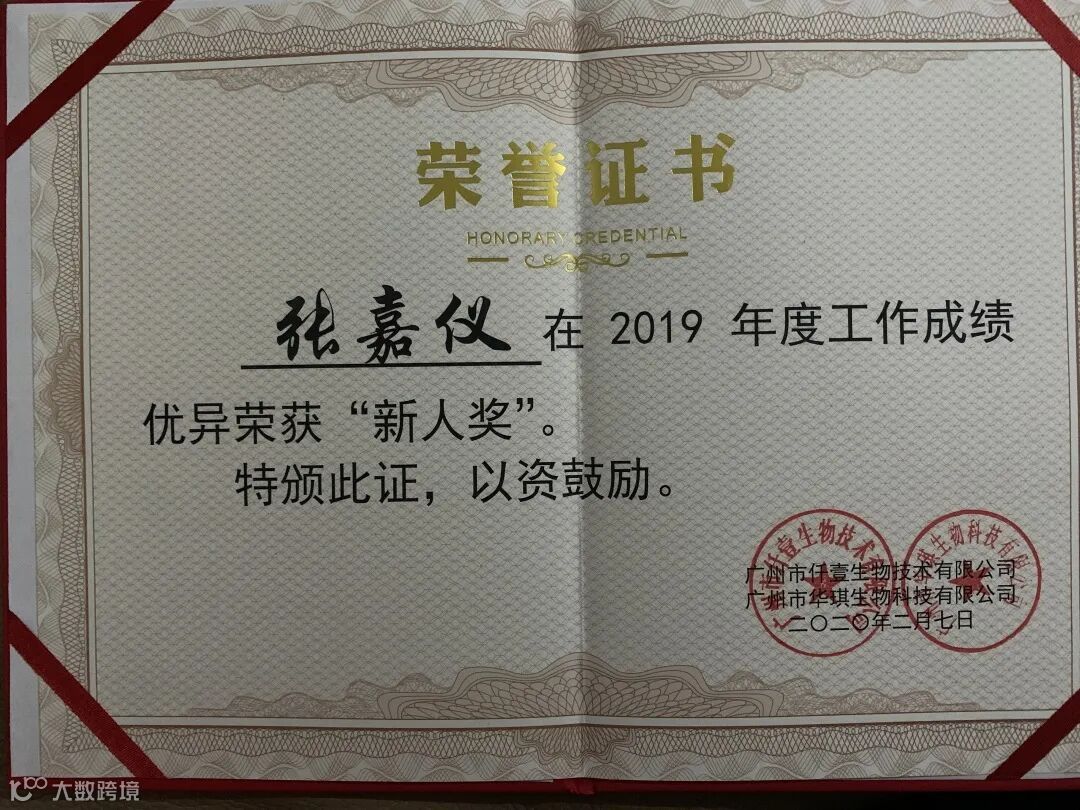 荣誉证书
HONORARY CREDENTIAL
张嘉仪 在 2019 年度工作成绩
优异荣获“新人奖”。
特颁此证，以资鼓励。
广州市仟壹生物技术有限公司
广州市华琪生物科技有限公司
二〇二〇年二月七日
大数跨境